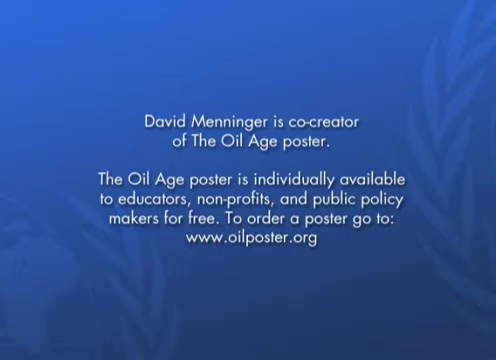 David Menninger is co-creator
of The Oil Age poster.
The Oil Age poster is individually available
to educators, non-profits, and public policy
makers for free. To order a poster go to:
www.oilposter.org